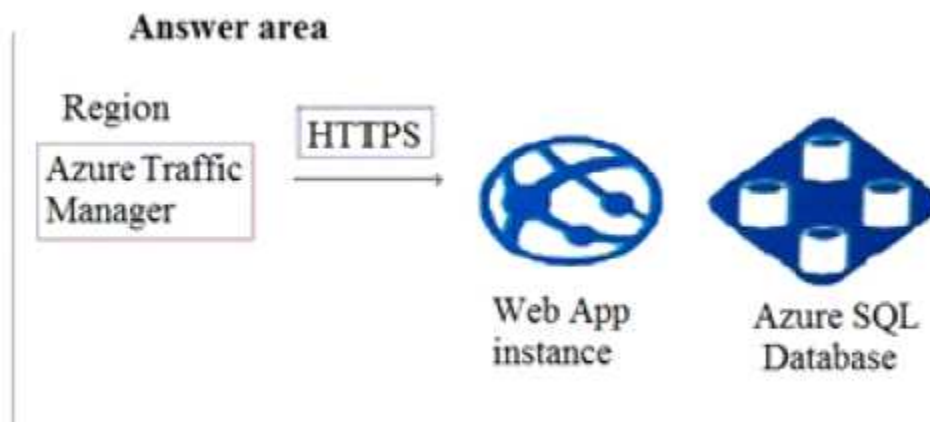 Answer area
Region
Azure Traffic
Manager
HTTPS
Web App
instance
Azure SQL
Database